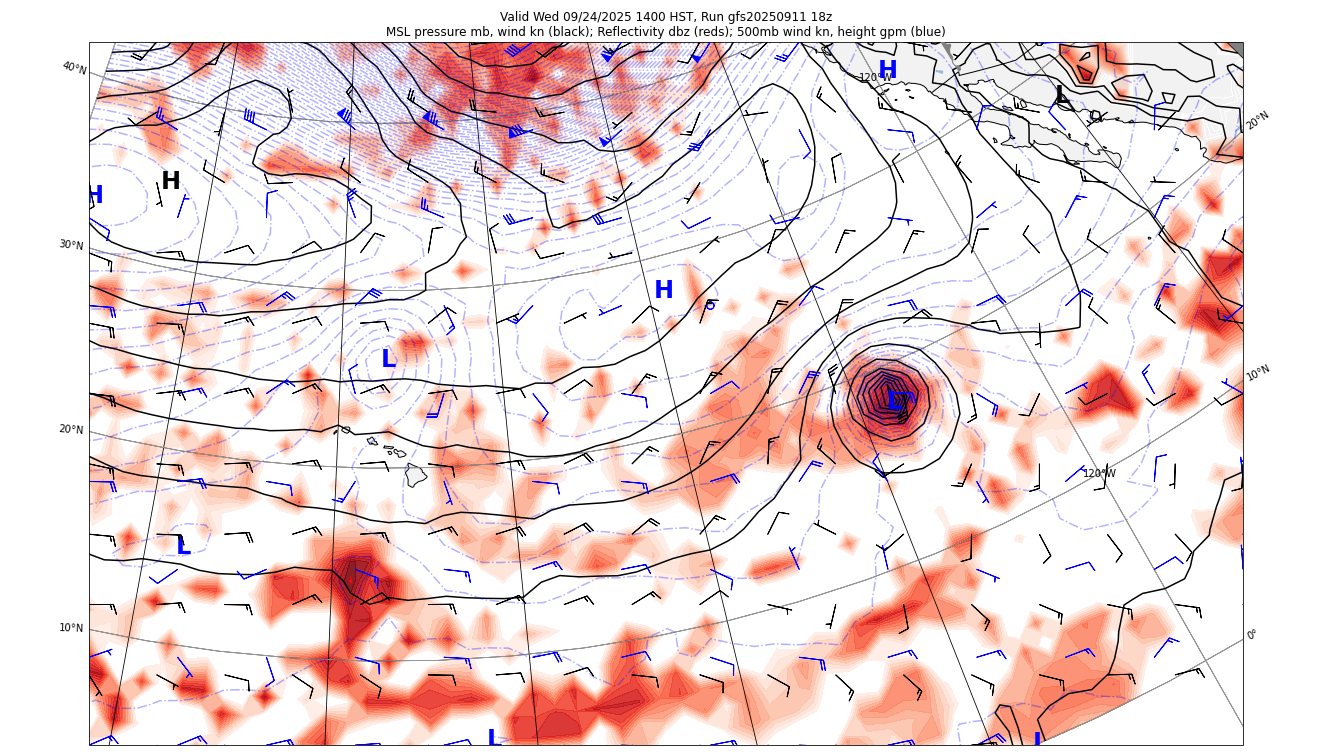 Valid Wed 09/24/2025 1400 HST, Run gfs20250911 18z
MSL pressure mb, wind kn (black); Reflectivity dbz (reds); 500mb wind kn, height gpm (blue)
40°N
H
120°W
L
20°N
H
H
30°N
H
L
10°N
L
20°N
120°W
L
10°N
0°
L
L